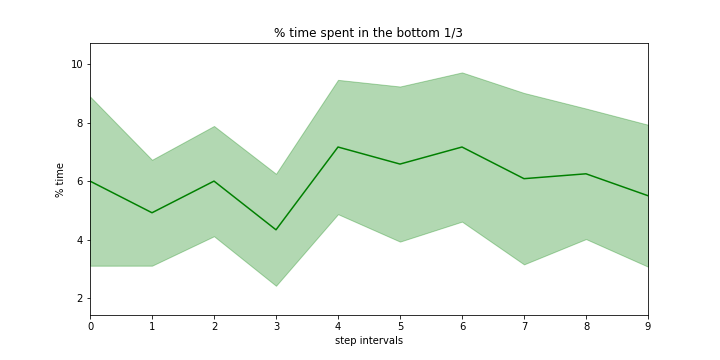 % time spent in the bottom 1/3
10
8
6
4
2
% time
0 1 2 3 4 5 6 7 8 9
step intervals